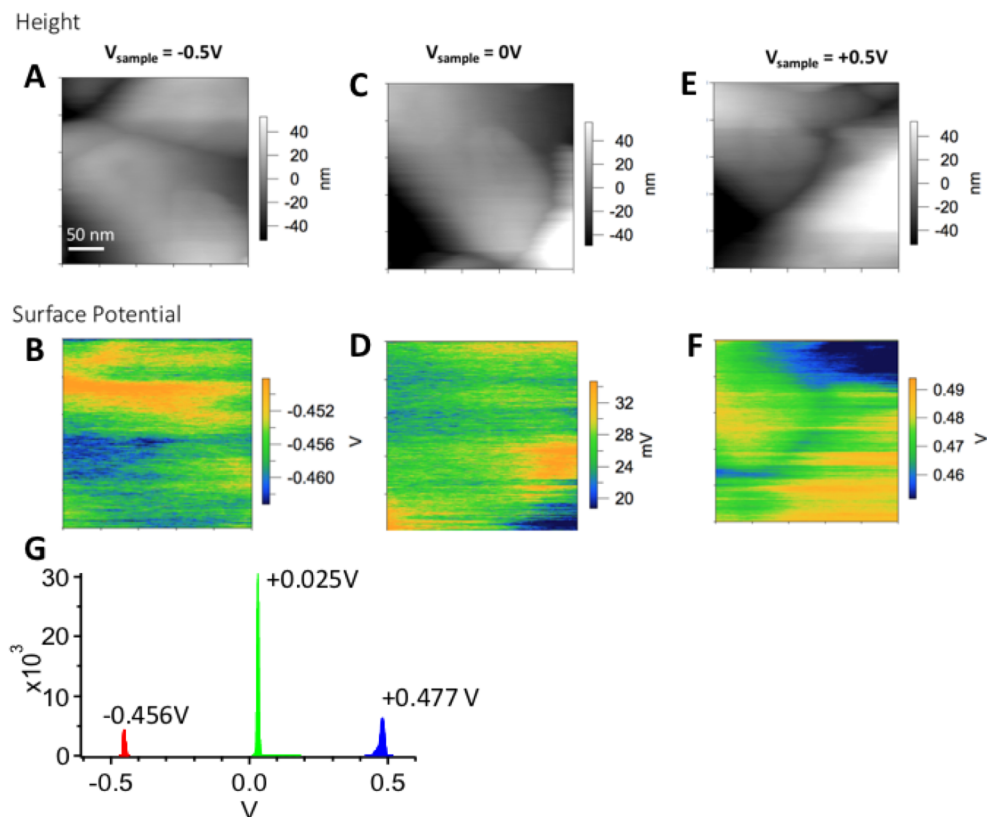 Height
V_sample = -0.5V
V_sample = 0V
V_sample = +0.5V
A
C
E
40
20
0
-20
-40
nm
40
20
0
-20
-40
nm
40
20
0
-20
-40
nm
50 nm
Surface Potential
B
D
F
-0.452
-0.456
-0.460
V
32
28
24
20
mV
0.49
0.48
0.47
0.46
V
G
30
20
10
0
x10³
+0.025V
-0.456V
+0.477 V
-0.5
0.0
0.5
V